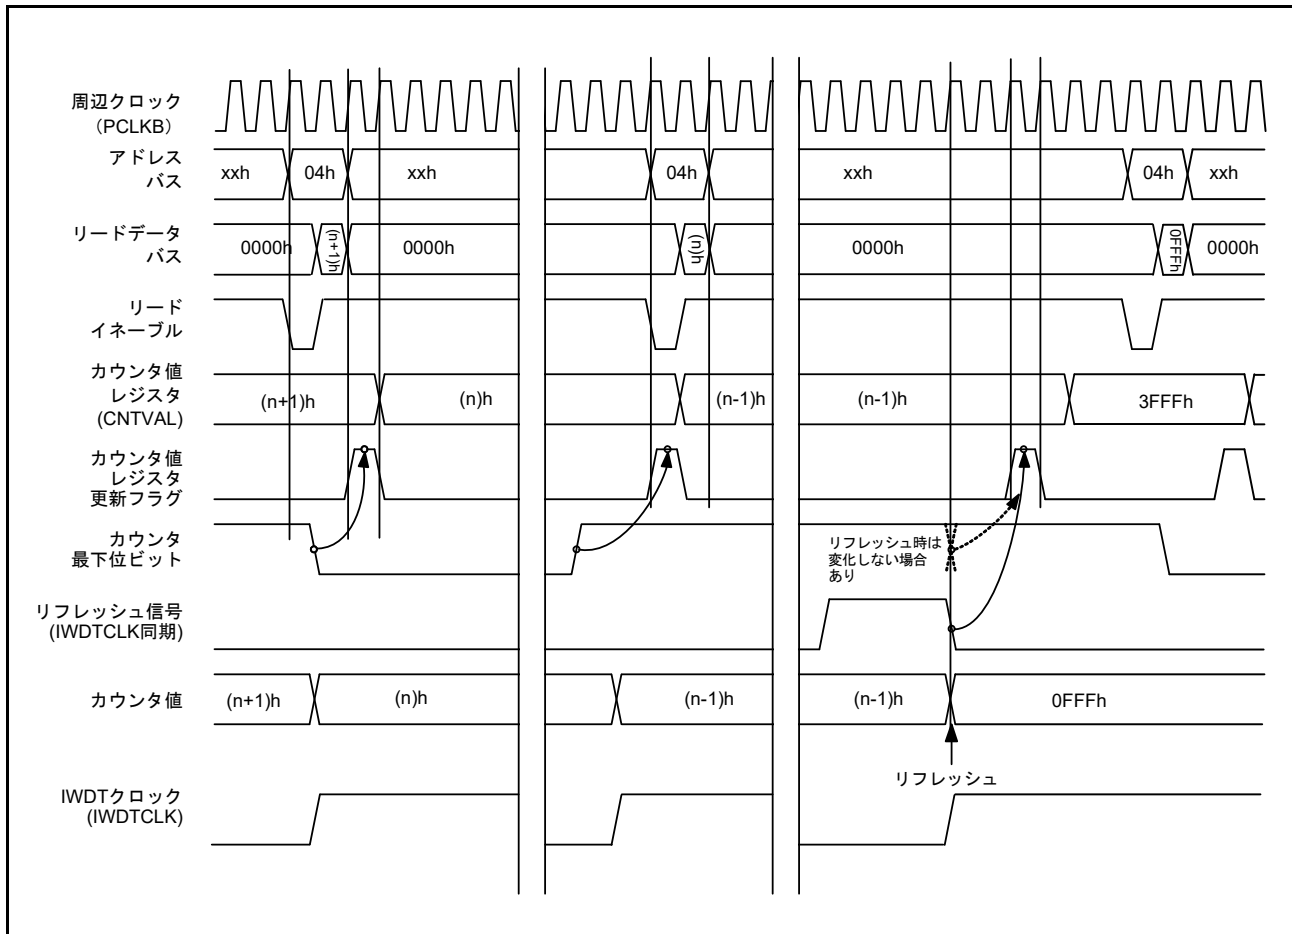 周辺クロック
(PCLKB)
アドレス
バス
xxh
04h
xxh
xxh
04h
xxh
リードデータ
バス
0000h
(n+1)h
0000h
(n)h
0000h
0FFFh
0000h
リード
イネーブル
カウンタ値
レジスタ
(CNTVAL)
(n+1)h
(n)h
(n-1)h
(n-1)h
3FFFh
カウンタ値
レジスタ
更新フラグ
カウンタ
最下位ビット
リフレッシュ時は
変化しない場合
あり
リフレッシュ信号
(IWDTCLK同期)
カウンタ値
(n+1)h
(n)h
(n-1)h
(n-1)h
0FFFh
リフレッシュ
IWDTクロック
(IWDTCLK)